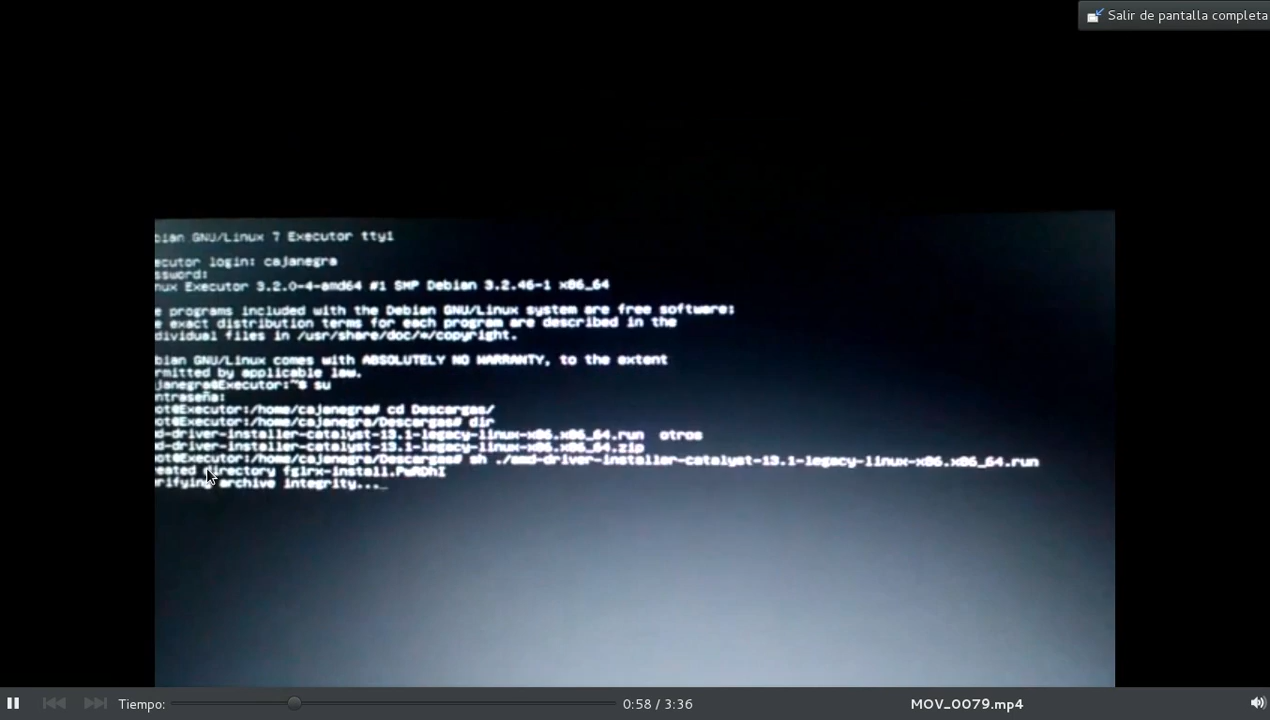 Salir de pantalla completa
bian GNU/Linux 7 Executor tty1
ecutor login: cajanegra
ssword:
nux Executor 3.2.0-4-amd64 #1 SMP Debian 3.2.46-1 x86_64
e programs included with the Debian GNU/Linux system are free software;
e exact distribution terms for each program are described in the
dividual files in /usr/share/doc/*/copyright.
bian GNU/Linux comes with ABSOLUTELY NO WARRANTY, to the extent
rmitted by applicable law.
janegra@Executor:~$ su
ntraseña:
ot@Executor:/home/cajanegra# cd Descargas/
ot@Executor:/home/cajanegra/Descargas# dir
d-driver-installer-catalyst-13.1-legacy-linux-x86.x86_64.run otros
d-driver-installer-catalyst-13.1-legacy-linux-x86.x86_64.zip
ot@Executor:/home/cajanegra/Descargas# sh ./amd-driver-installer-catalyst-13.1-legacy-linux-x86.x86_64.run
eated directory fglrx-install.PwRDhI
rifying archive integrity..._
Tiempo: 0:58 / 3:36 MOV_0079.mp4